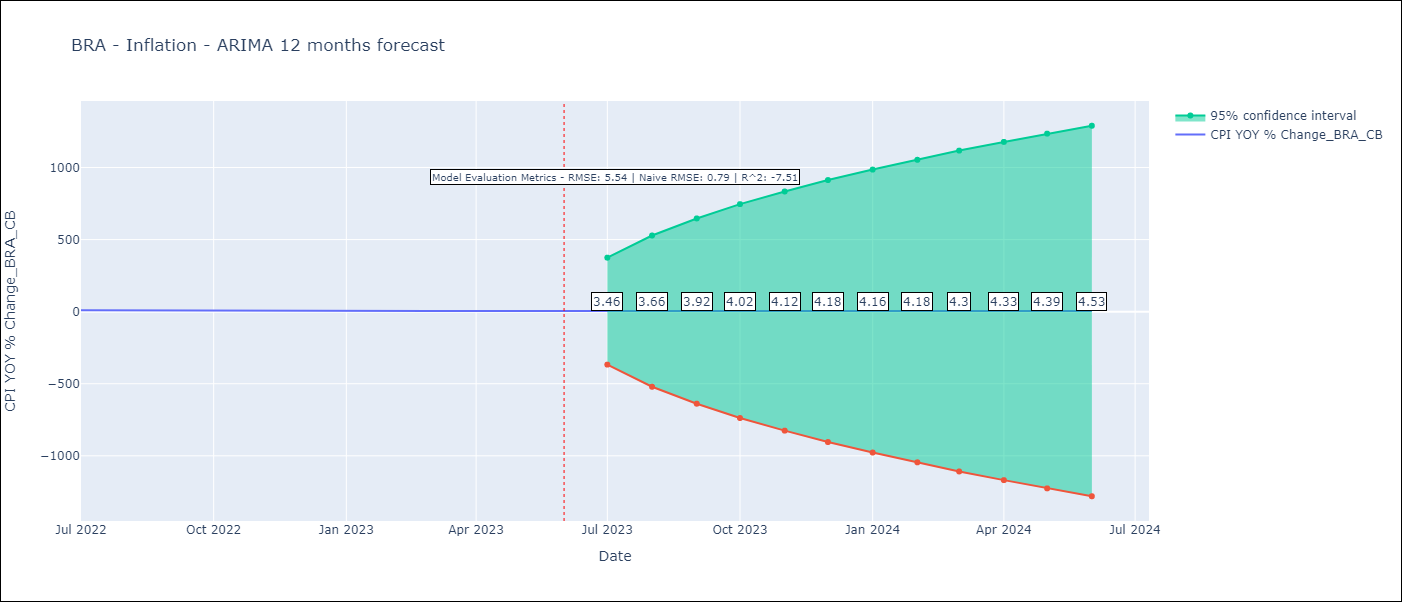 BRA - Inflation - ARIMA 12 months forecast
95% confidence interval
CPI YOY % Change_BRA_CB
Model Evaluation Metrics - RMSE: 5.54 | Naive RMSE: 0.79 | R^2: -7.51
CPI YOY % Change_BRA_CB
1000
500
0
−500
−1000
3.46 3.66 3.92 4.02 4.12 4.18 4.16 4.18 4.3 4.33 4.39 4.53
Jul 2022 Oct 2022 Jan 2023 Apr 2023 Jul 2023 Oct 2023 Jan 2024 Apr 2024 Jul 2024
Date